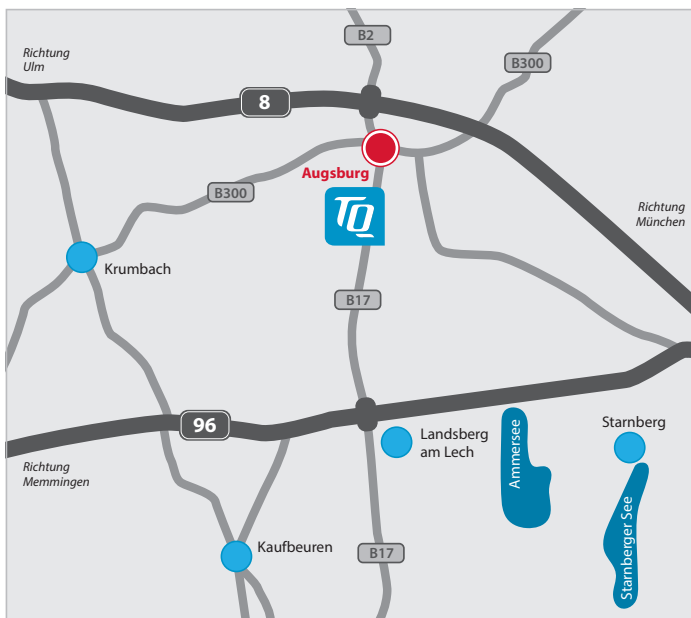 B2
Richtung
Ulm
B300
8
Augsburg
B300
TQ
Richtung
München
Krumbach
B17
96
Landsberg
am Lech
Ammersee
Starnberg
Richtung
Memmingen
Starnberger See
Kaufbeuren
B17